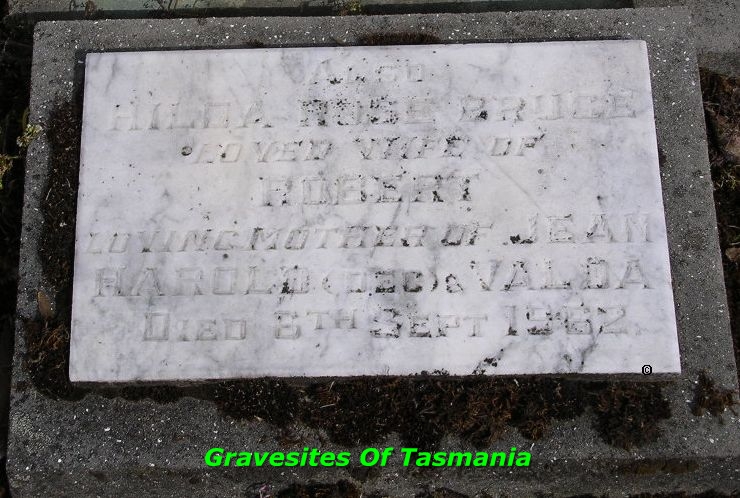 ALSO
HILDA ROSE BRUCE
LOVED WIFE OF
ROBERT
LOVING MOTHER OF JEAN
HAROLD (DEC) & VALDA
DIED 8TH SEPT 1962.
©
Gravesites Of Tasmania